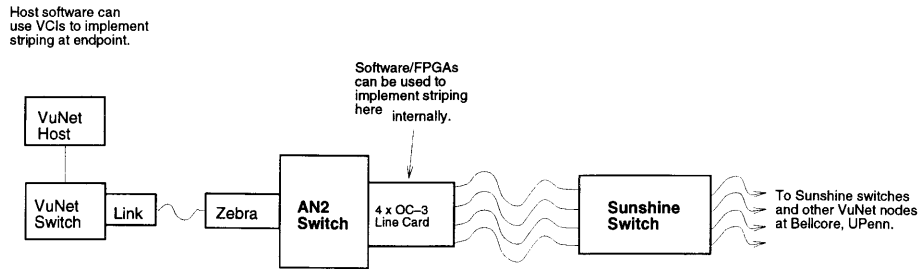 Host software can
use VCIs to implement
striping at endpoint.
Software/FPGAs
can be used to
implement striping
here internally.
VuNet
Host
VuNet
Switch
Link
Zebra
AN2
Switch
4 x OC–3
Line Card
Sunshine
Switch
To Sunshine switches
and other VuNet nodes
at Bellcore, UPenn.